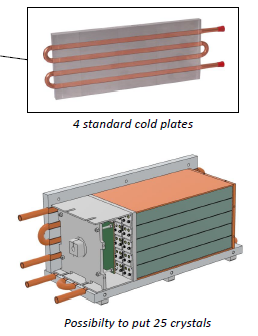 4 standard cold plates
Possibilty to put 25 crystals